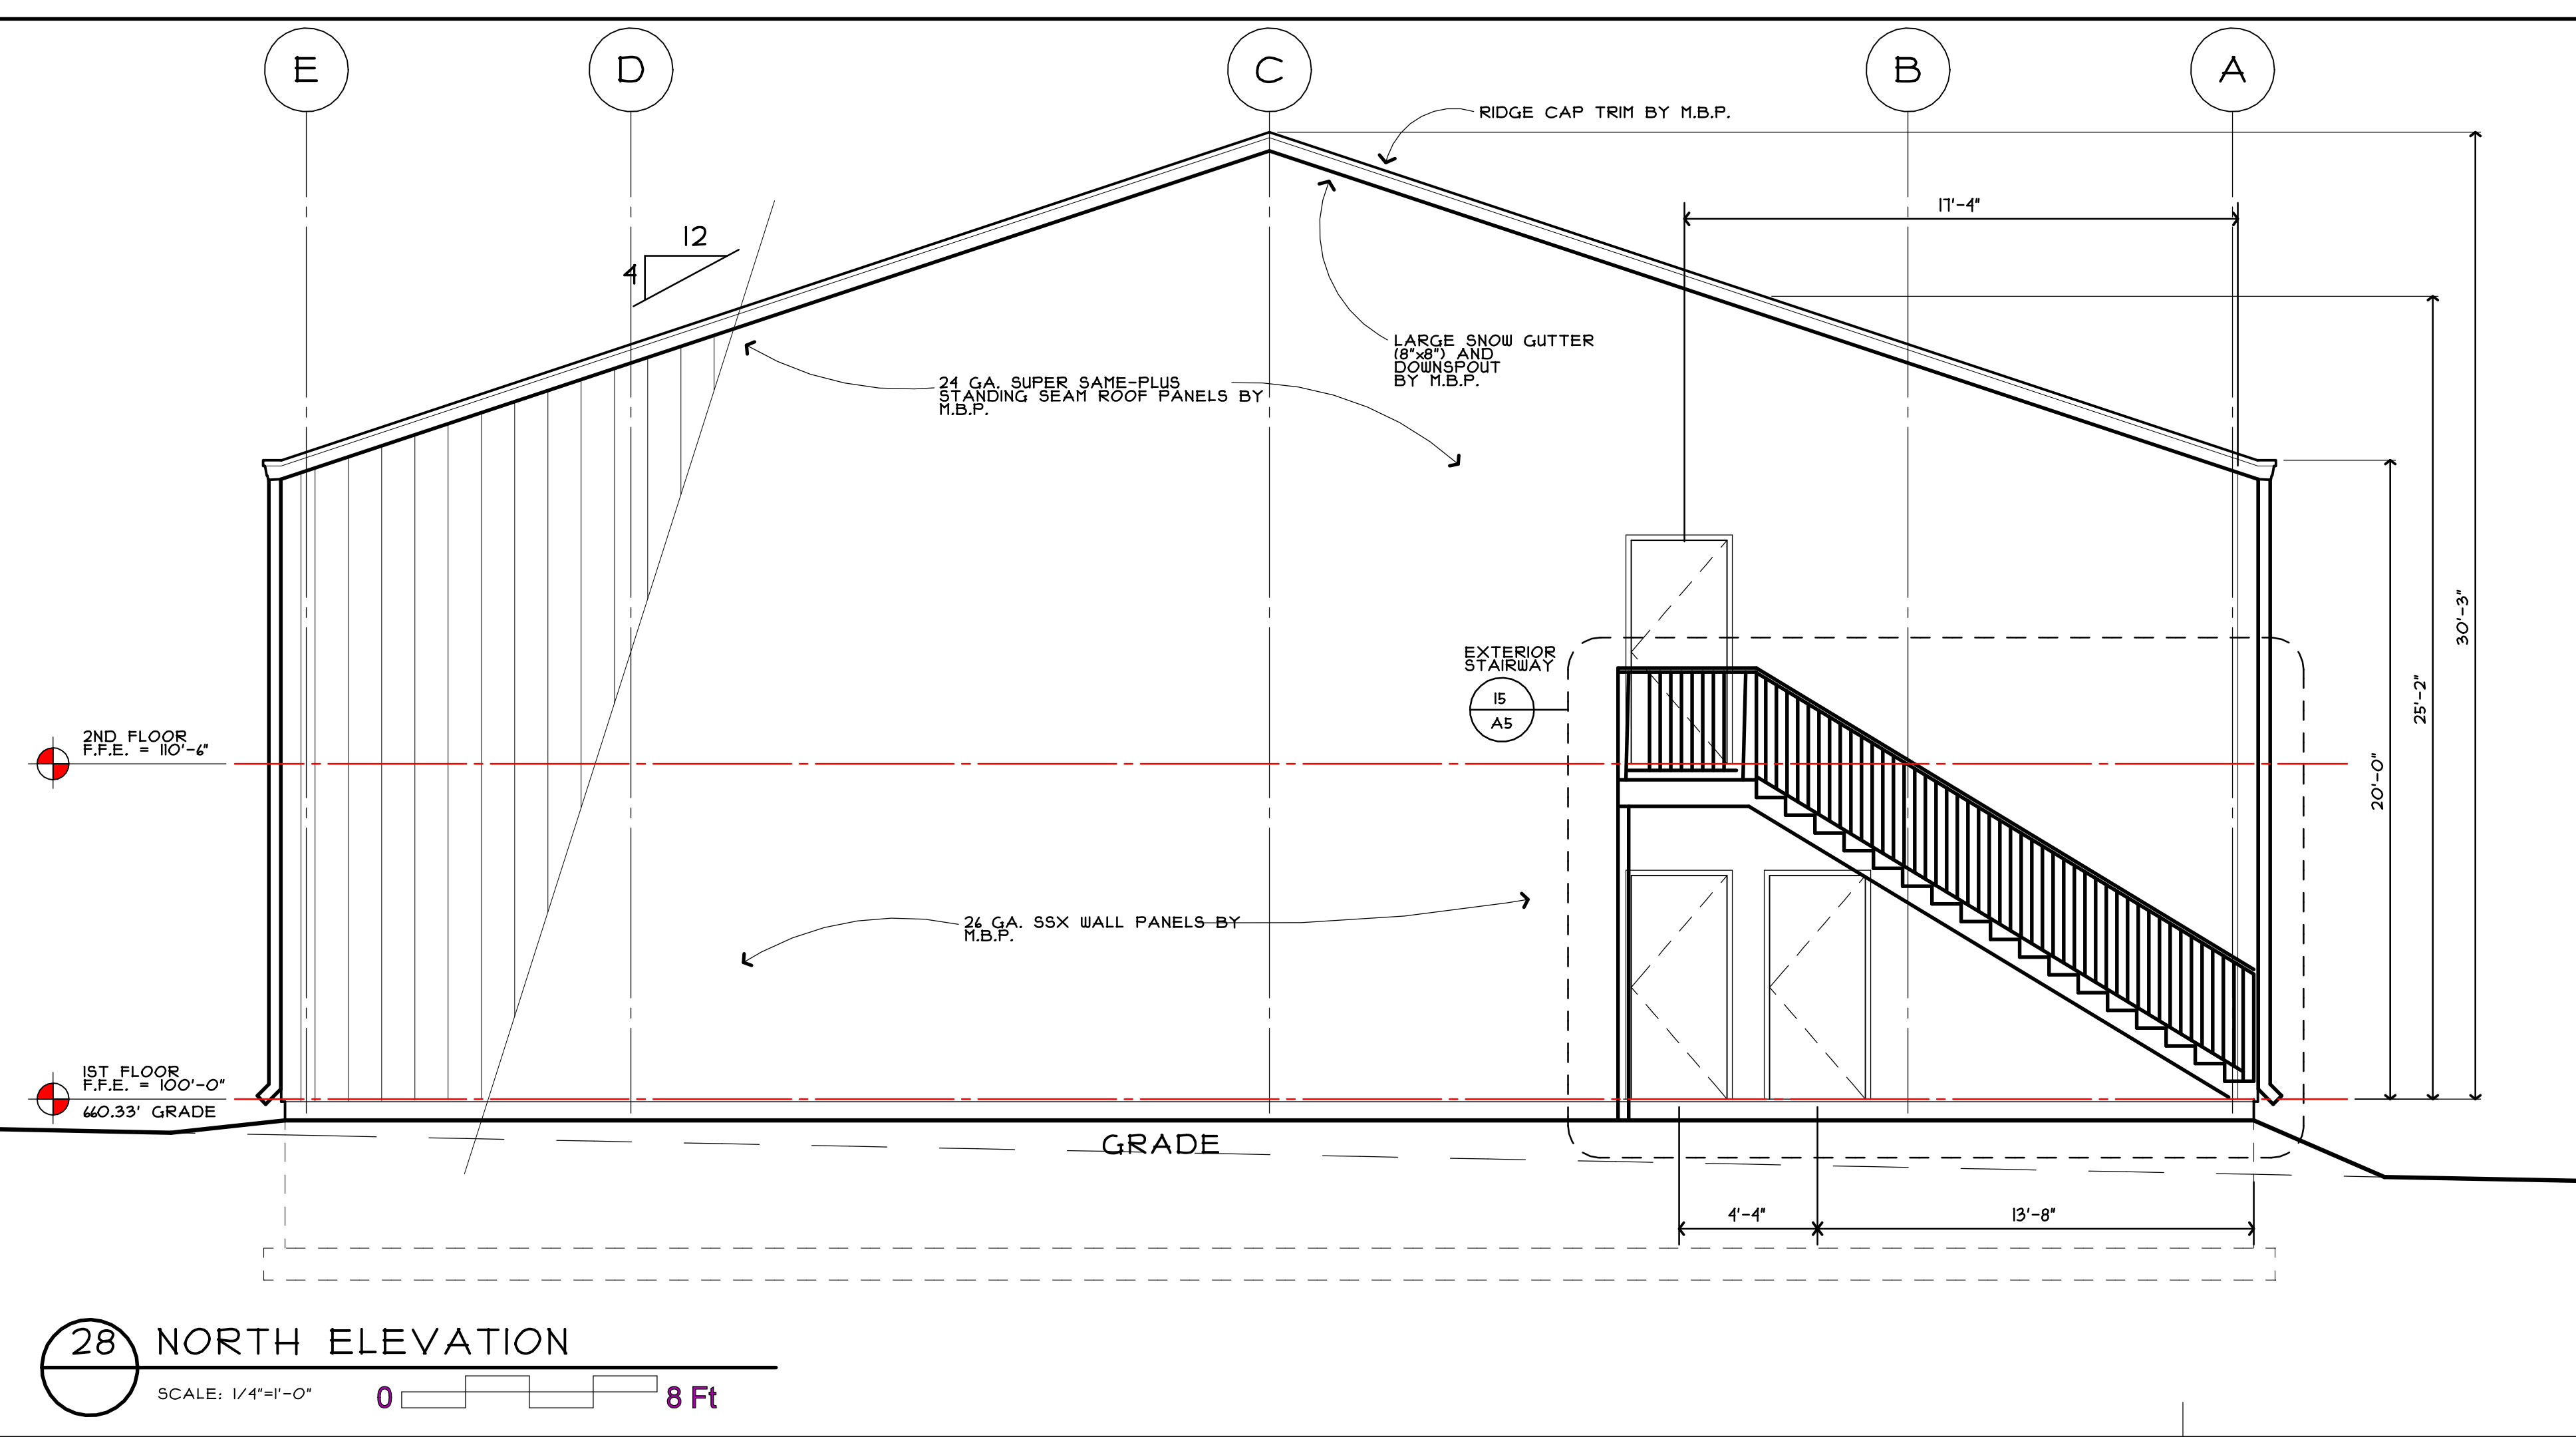 E D C B A
RIDGE CAP TRIM BY M.B.P.
17'-4"
12
4
LARGE SNOW GUTTER
(8"x8") AND
DOWNSPOUT
BY M.B.P.
24 GA. SUPER SAME-PLUS
STANDING SEAM ROOF PANELS BY
M.B.P.
30'-3"
25'-2"
20'-0"
EXTERIOR
STAIRWAY
15
A5
2ND FLOOR
F.F.E. = 110'-6"
26 GA. SSX WALL PANELS BY
M.B.P.
1ST FLOOR
F.F.E. = 100'-0"
660.33' GRADE
GRADE
4'-4"
13'-8"
28
NORTH ELEVATION
SCALE: 1/4"=1'-0"
0
8 Ft